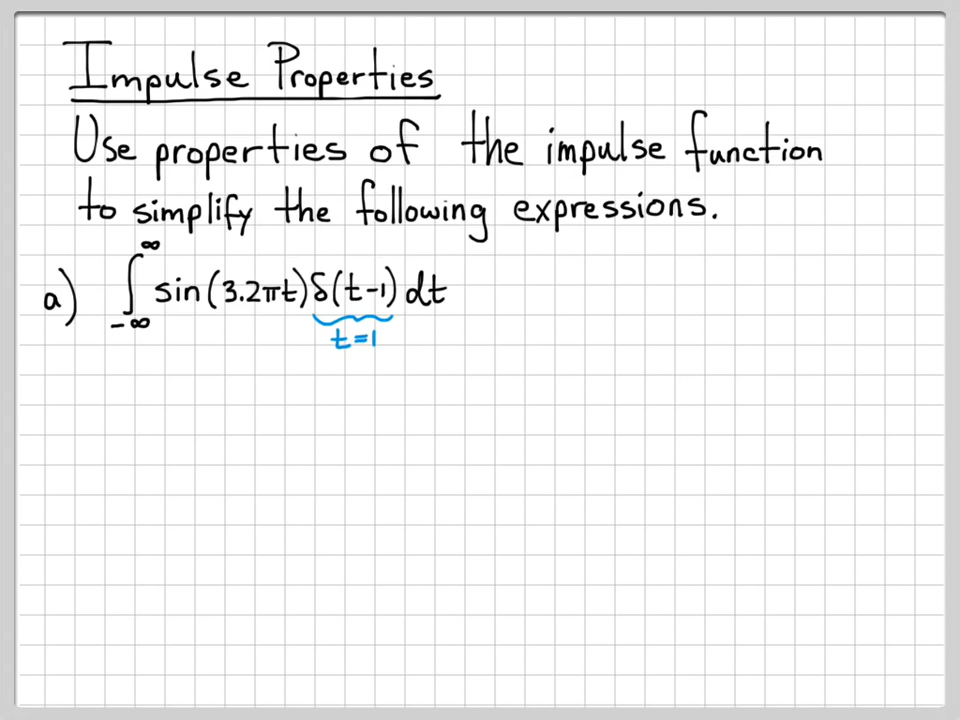 Impulse Properties
Use properties of the impulse function
to simplify the following expressions.
a) ∫_{-∞}^{∞} sin(3.2πt)δ(t-1) dt
t=1